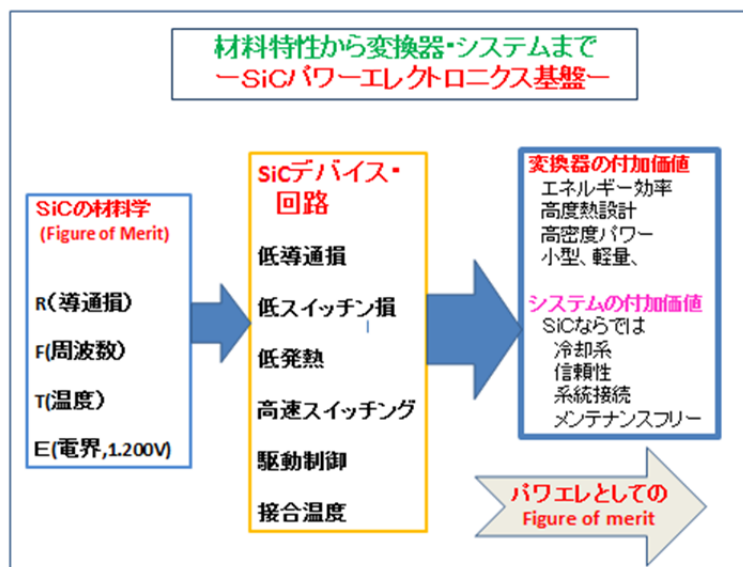 材料特性から変換器・システムまで
ーSiCパワーエレクトロニクス基盤ー
SiCの材料学
(Figure of Merit)
R(導通損)
F(周波数)
T(温度)
E(電界,1.200V)
SiCデバイス・
回路
低導通損
低スイッチン損
低発熱
高速スイッチング
駆動制御
接合温度
変換器の付加価値
エネルギー効率
高度熱設計
高密度パワー
小型、軽量、
システムの付加価値
SiCならでは
冷却系
信頼性
系統接続
メンテナンスフリー
パワエレとしての
Figure of merit